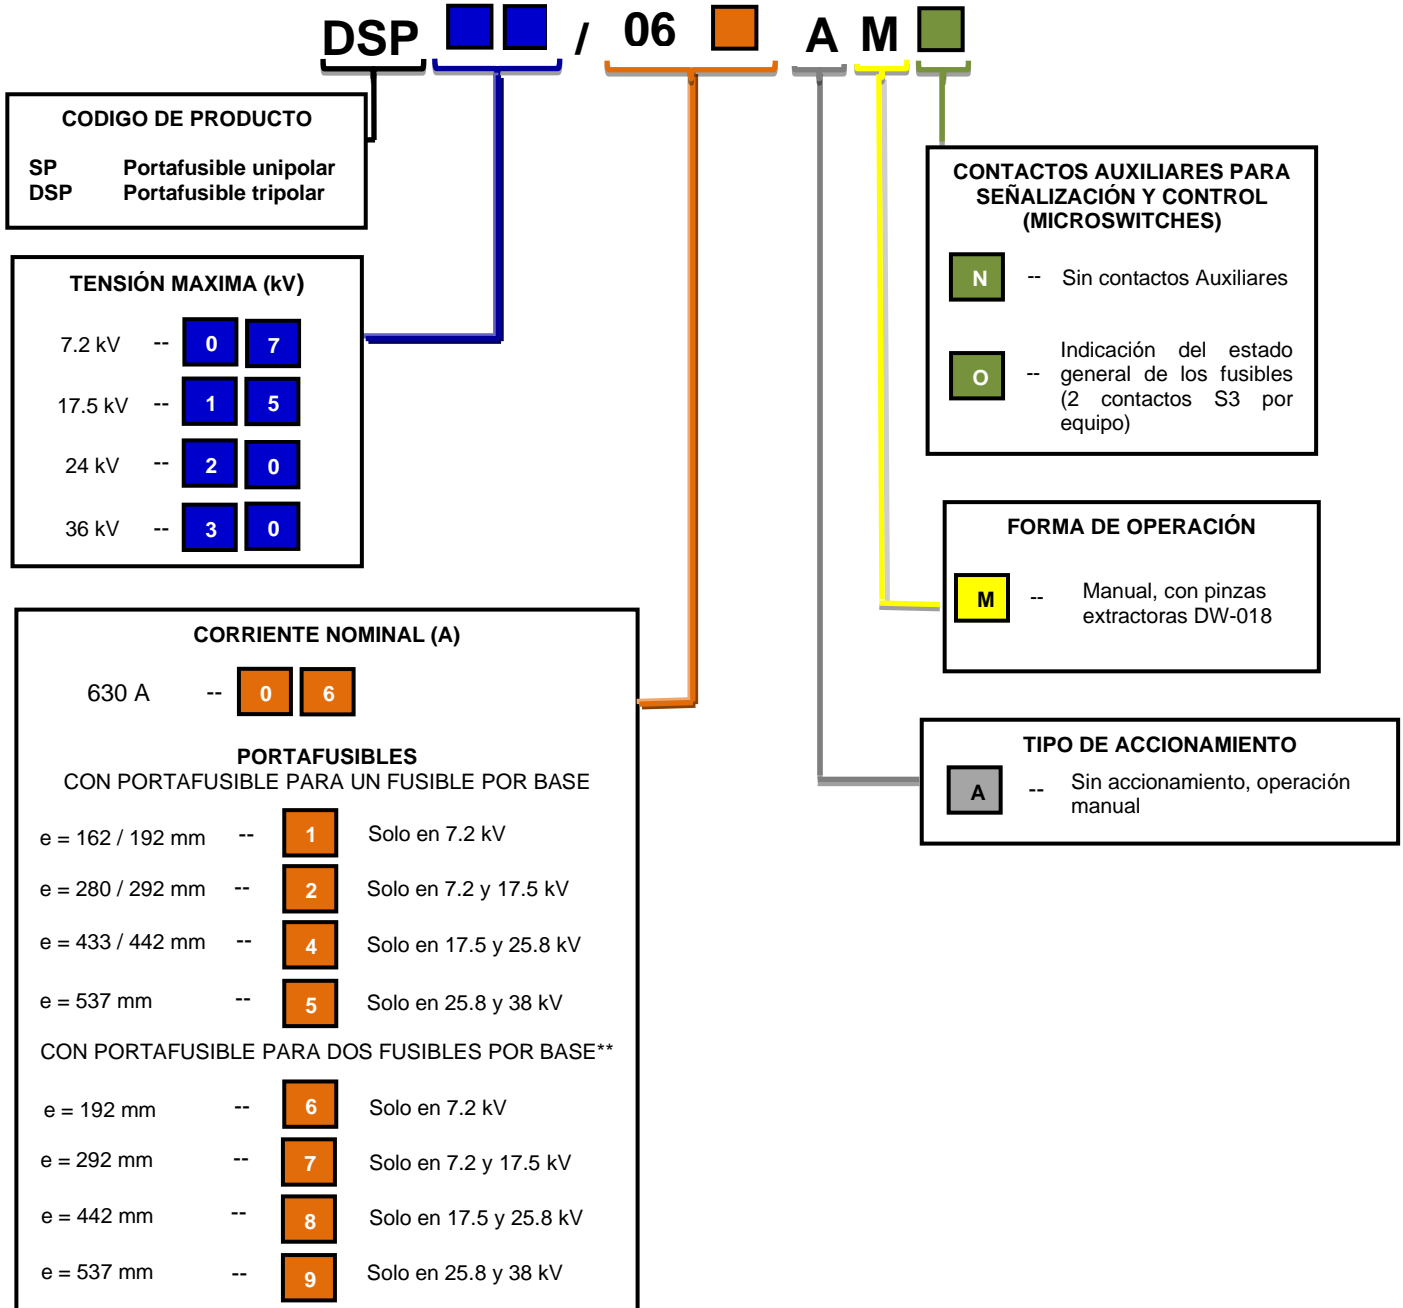 DSP / 06 A M
CODIGO DE PRODUCTO
SP Portafusible unipolar
DSP Portafusible tripolar
TENSIÓN MAXIMA (kV)
7.2 kV -- 0 7
17.5 kV -- 1 5
24 kV -- 2 0
36 kV -- 3 0
CORRIENTE NOMINAL (A)
630 A -- 0 6
PORTAFUSIBLES
CON PORTAFUSIBLE PARA UN FUSIBLE POR BASE
e = 162 / 192 mm -- 1 Solo en 7.2 kV
e = 280 / 292 mm -- 2 Solo en 7.2 y 17.5 kV
e = 433 / 442 mm -- 4 Solo en 17.5 y 25.8 kV
e = 537 mm -- 5 Solo en 25.8 y 38 kV
CON PORTAFUSIBLE PARA DOS FUSIBLES POR BASE**
e = 192 mm -- 6 Solo en 7.2 kV
e = 292 mm -- 7 Solo en 7.2 y 17.5 kV
e = 442 mm -- 8 Solo en 17.5 y 25.8 kV
e = 537 mm -- 9 Solo en 25.8 y 38 kV
CONTACTOS AUXILIARES PARA
SEÑALIZACIÓN Y CONTROL
(MICROSWITCHES)
N -- Sin contactos Auxiliares
Indicación del estado
O -- general de los fusibles
(2 contactos S3 por
equipo)
FORMA DE OPERACIÓN
M -- Manual, con pinzas
extractoras DW-018
TIPO DE ACCIONAMIENTO
A -- Sin accionamiento, operación
manual